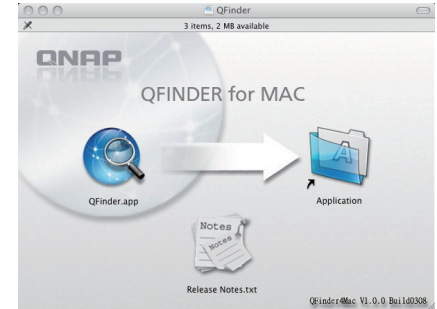 QFinder
3 items, 2 MB available
QNAP
QFINDER for MAC
A
QFinder.app
Application
Notes
Notes
Release Notes.txt
QFinder4Mac V1.0.0 Build0308